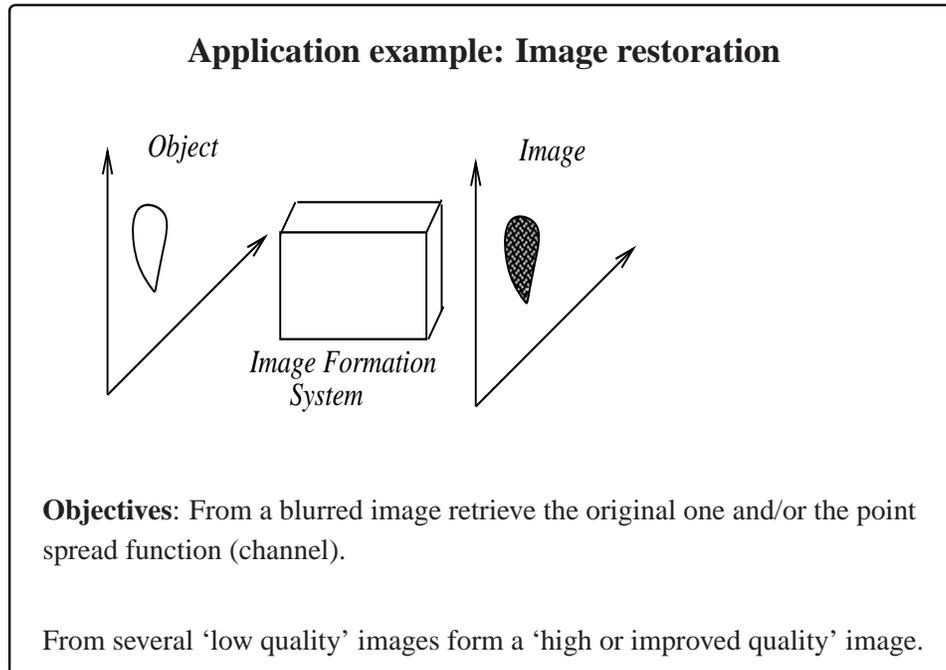 Application example: Image restoration
Object
Image
Image Formation
System
Objectives: From a blurred image retrieve the original one and/or the point
spread function (channel).
From several ‘low quality’ images form a ‘high or improved quality’ image.